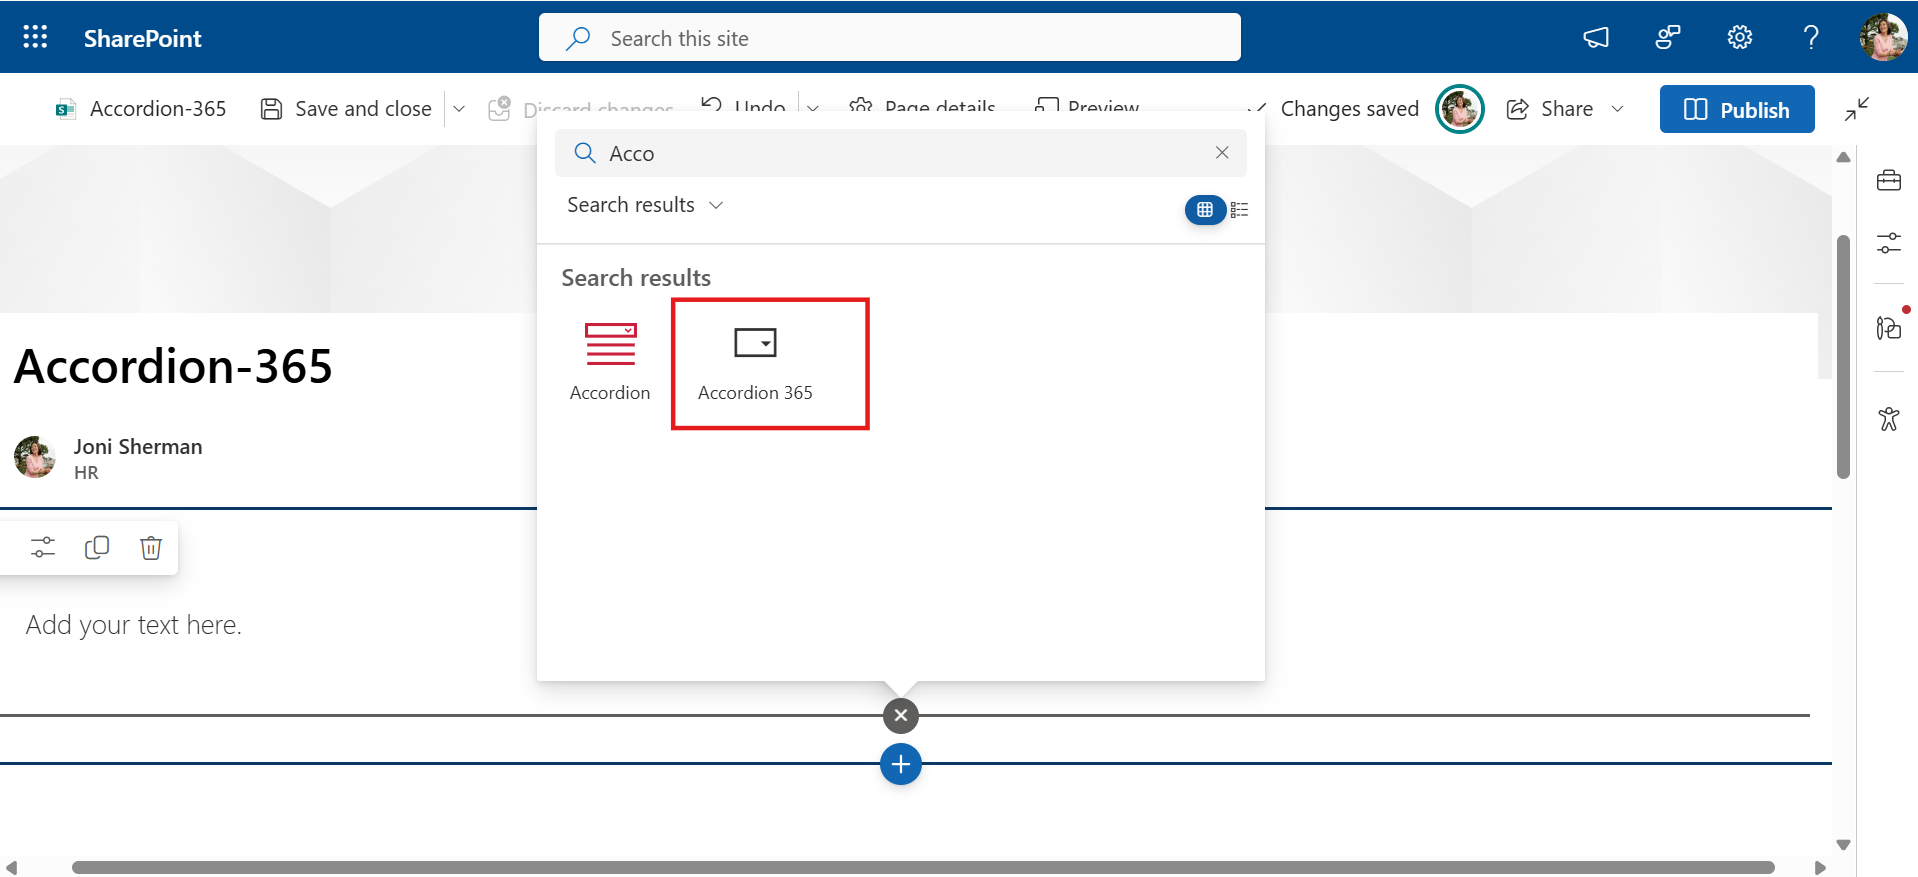 SharePoint
Search this site
Accordion-365
Save and close
Discard changes
Undo
Page details
Preview
Changes saved
Share
Publish
Acco
Search results
Search results
Accordion
Accordion 365
Accordion-365
Joni Sherman
HR
Add your text here.